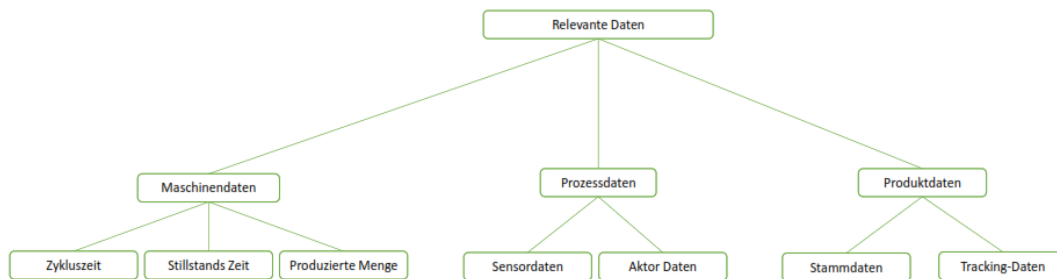 Relevante Daten
Maschinendaten
Prozessdaten
Produktdaten
Zykluszeit
Stillstands Zeit
Produzierte Menge
Sensordaten
Aktor Daten
Stammdaten
Tracking-Daten